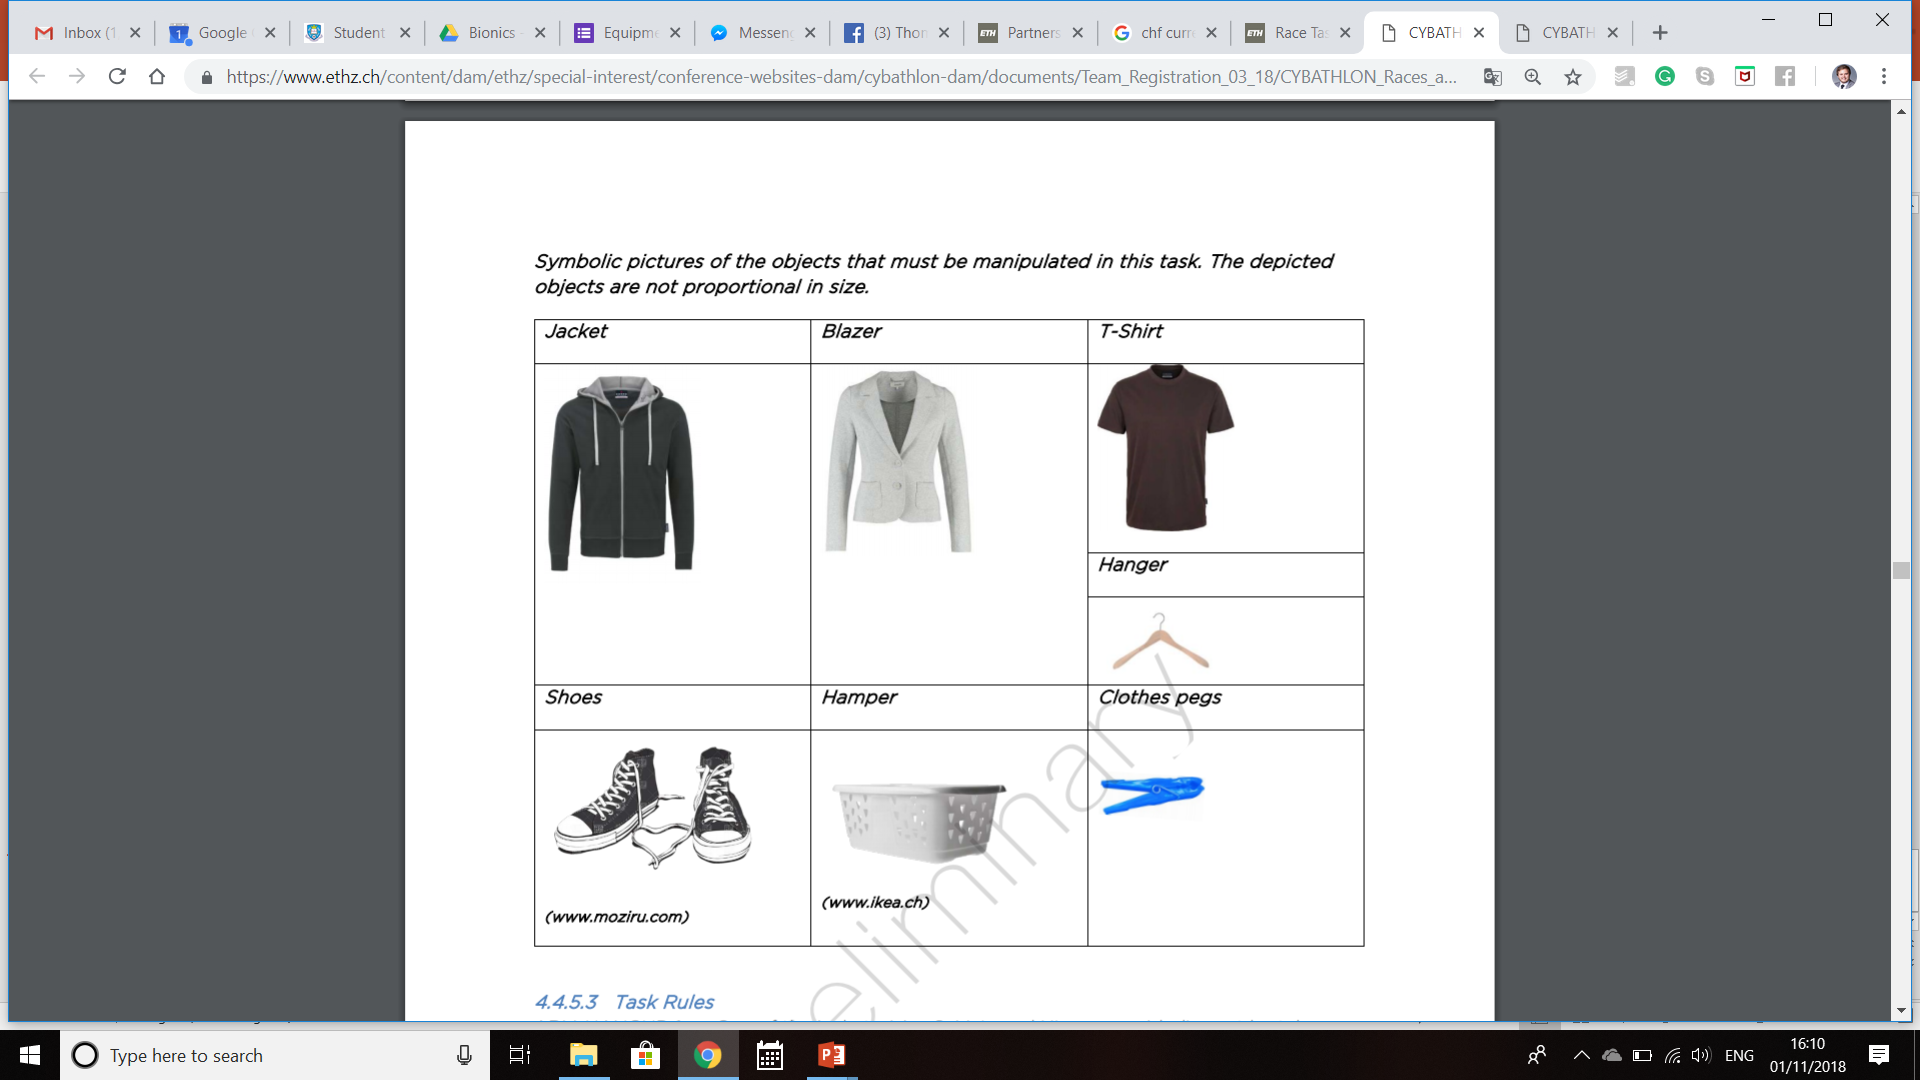 Inbox (1
Google
Student
Bionics -
Equipme
Messeng
(3) Thor
Partners
chf curr
Race Tas
CYBATH
CYBATH
https://www.ethz.ch/content/dam/ethz/special-interest/conference-websites-dam/cybathlon-dam/documents/Team_Registration_03_18/CYBATHLON_Races_a...
Symbolic pictures of the objects that must be manipulated in this task. The depicted
objects are not proportional in size.
Jacket
Blazer
T-Shirt
Hanger
Shoes
Hamper
Clothes pegs
(www.moziru.com)
(www.ikea.ch)
eliminary
4.4.5.3 Task Rules
Type here to search
ENG
16:10
01/11/2018